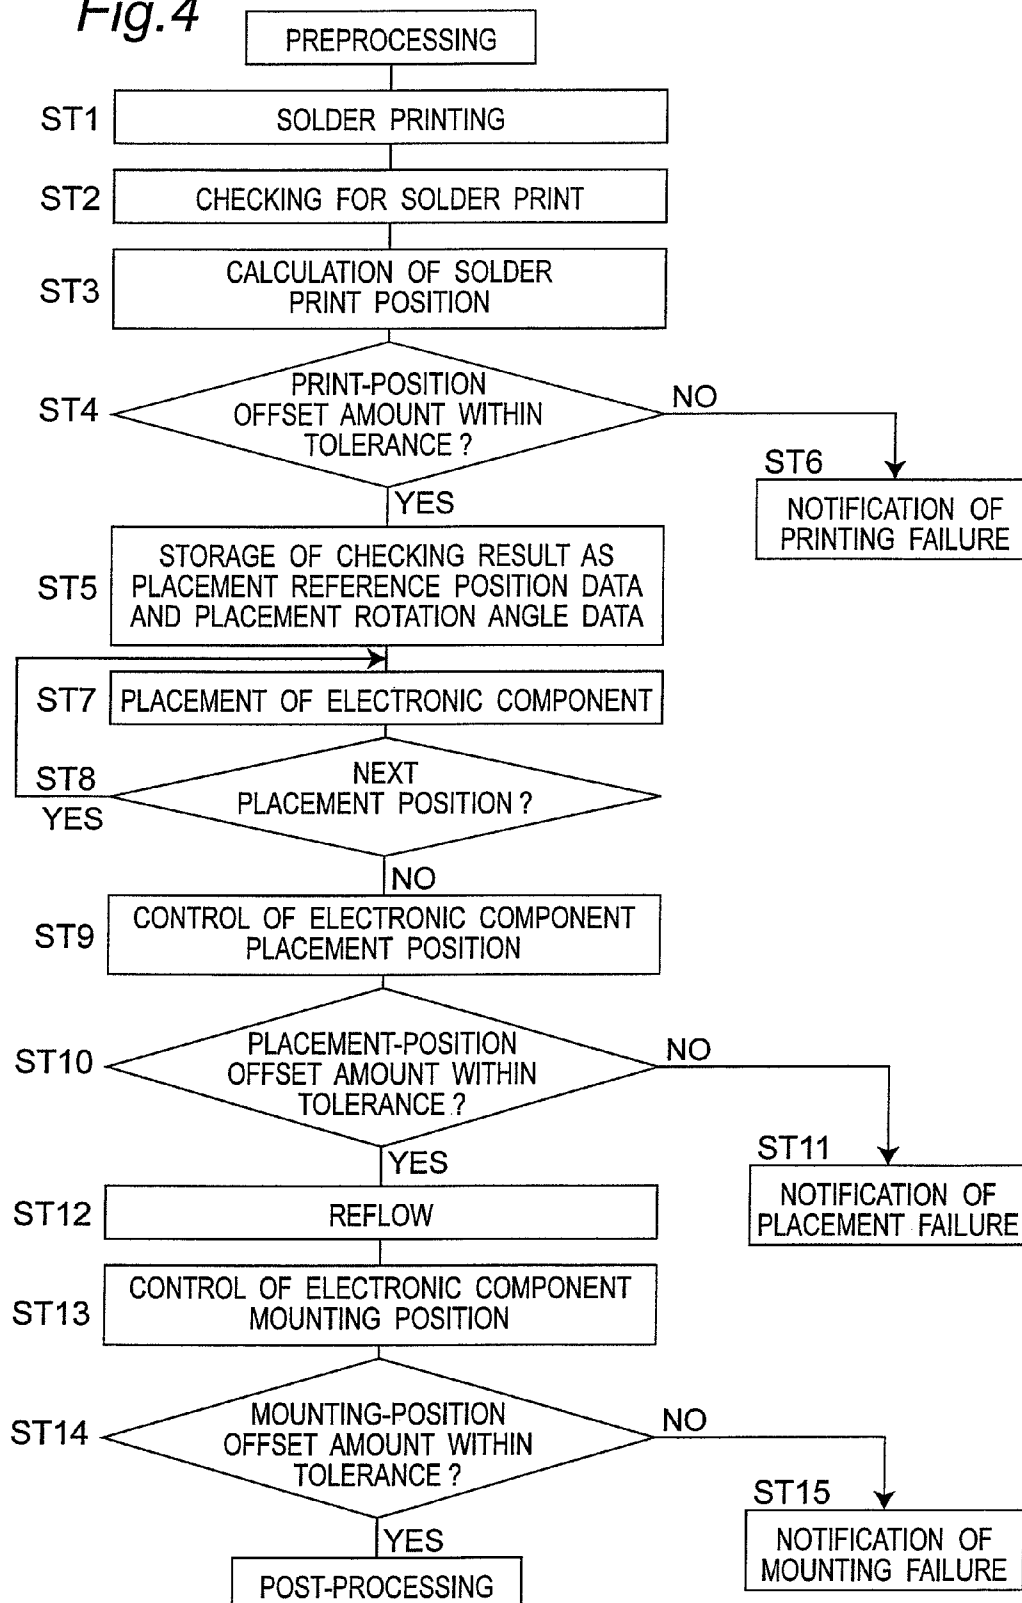 Fig.4
PREPROCESSING
ST1
SOLDER PRINTING
ST2
CHECKING FOR SOLDER PRINT
ST3
CALCULATION OF SOLDER
PRINT POSITION
ST4
PRINT-POSITION
OFFSET AMOUNT WITHIN
TOLERANCE ?
NO
ST6
NOTIFICATION OF
PRINTING FAILURE
YES
ST5
STORAGE OF CHECKING RESULT AS
PLACEMENT REFERENCE POSITION DATA
AND PLACEMENT ROTATION ANGLE DATA
ST7
PLACEMENT OF ELECTRONIC COMPONENT
ST8
NEXT
PLACEMENT POSITION ?
YES
NO
ST9
CONTROL OF ELECTRONIC COMPONENT
PLACEMENT POSITION
ST10
PLACEMENT-POSITION
OFFSET AMOUNT WITHIN
TOLERANCE ?
NO
ST11
NOTIFICATION OF
PLACEMENT FAILURE
YES
ST12
REFLOW
ST13
CONTROL OF ELECTRONIC COMPONENT
MOUNTING POSITION
ST14
MOUNTING-POSITION
OFFSET AMOUNT WITHIN
TOLERANCE ?
NO
ST15
NOTIFICATION OF
MOUNTING FAILURE
YES
POST-PROCESSING